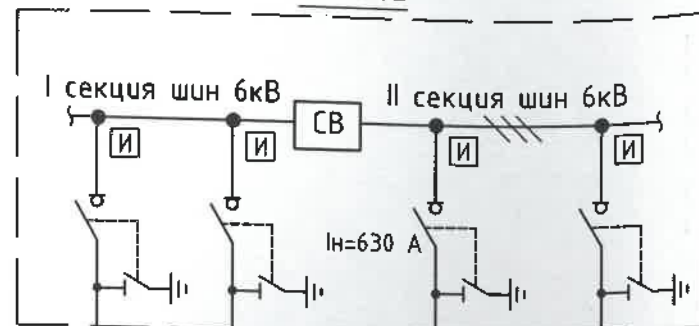 I секция шин 6кВ
II секция шин 6кВ
СВ
И
И
И
И
Iн=630 А